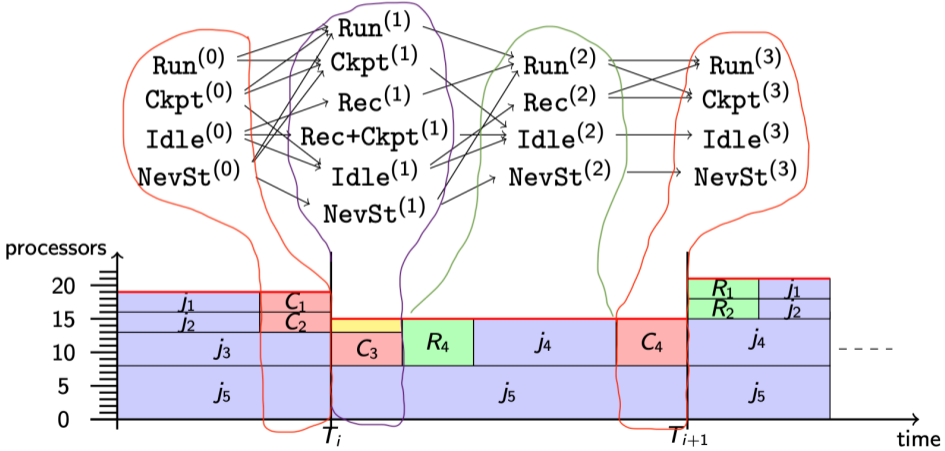 Run(0) Ckpt(0) Idle(0) NevSt(0)
Run(1) Ckpt(1) Rec(1) Rec+Ckpt(1) Idle(1) NevSt(1)
Run(2) Rec(2) Idle(2) NevSt(2)
Run(3) Ckpt(3) Idle(3) NevSt(3)
processors
20
15
10
5
0
j1 C1
j2 C2
j3
j5
C3 R4 j4 C4
j5
R1 j1
R2 j2
j4
j5
Ti
Ti+1
time